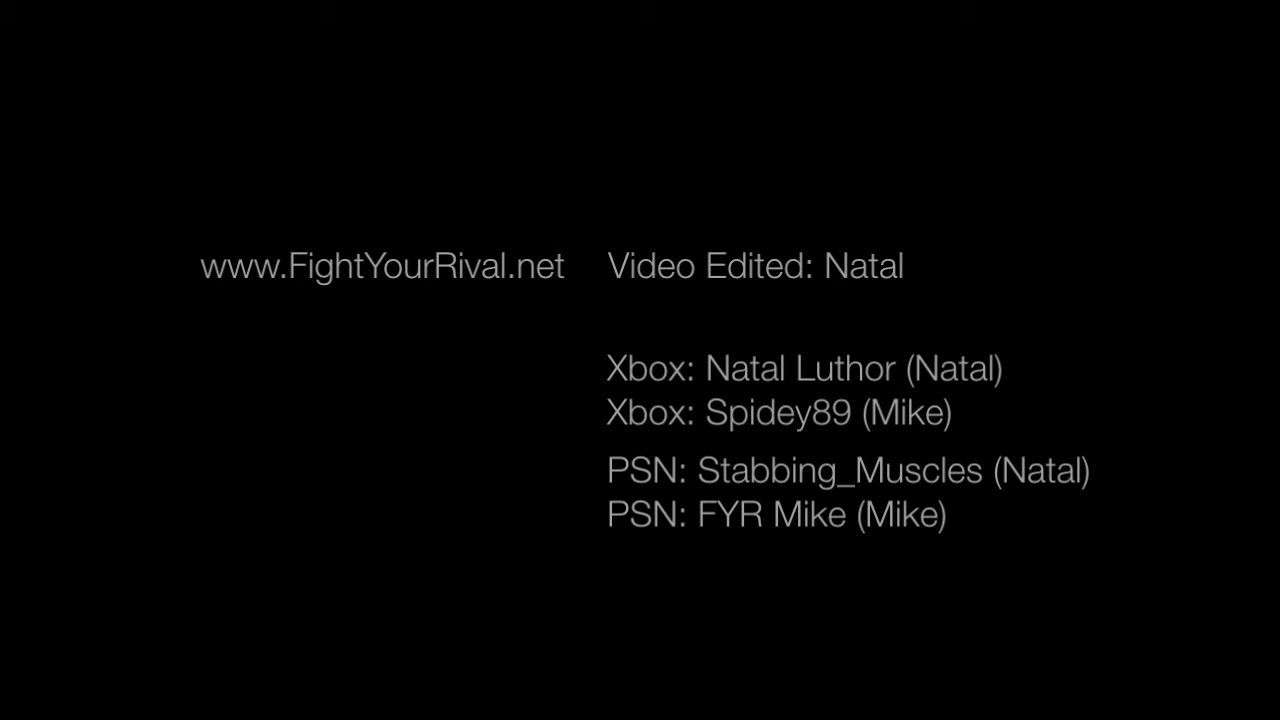 www.FightYourRival.net Video Edited: Natal
Xbox: Natal Luthor (Natal)
Xbox: Spidey89 (Mike)
PSN: Stabbing_Muscles (Natal)
PSN: FYR Mike (Mike)